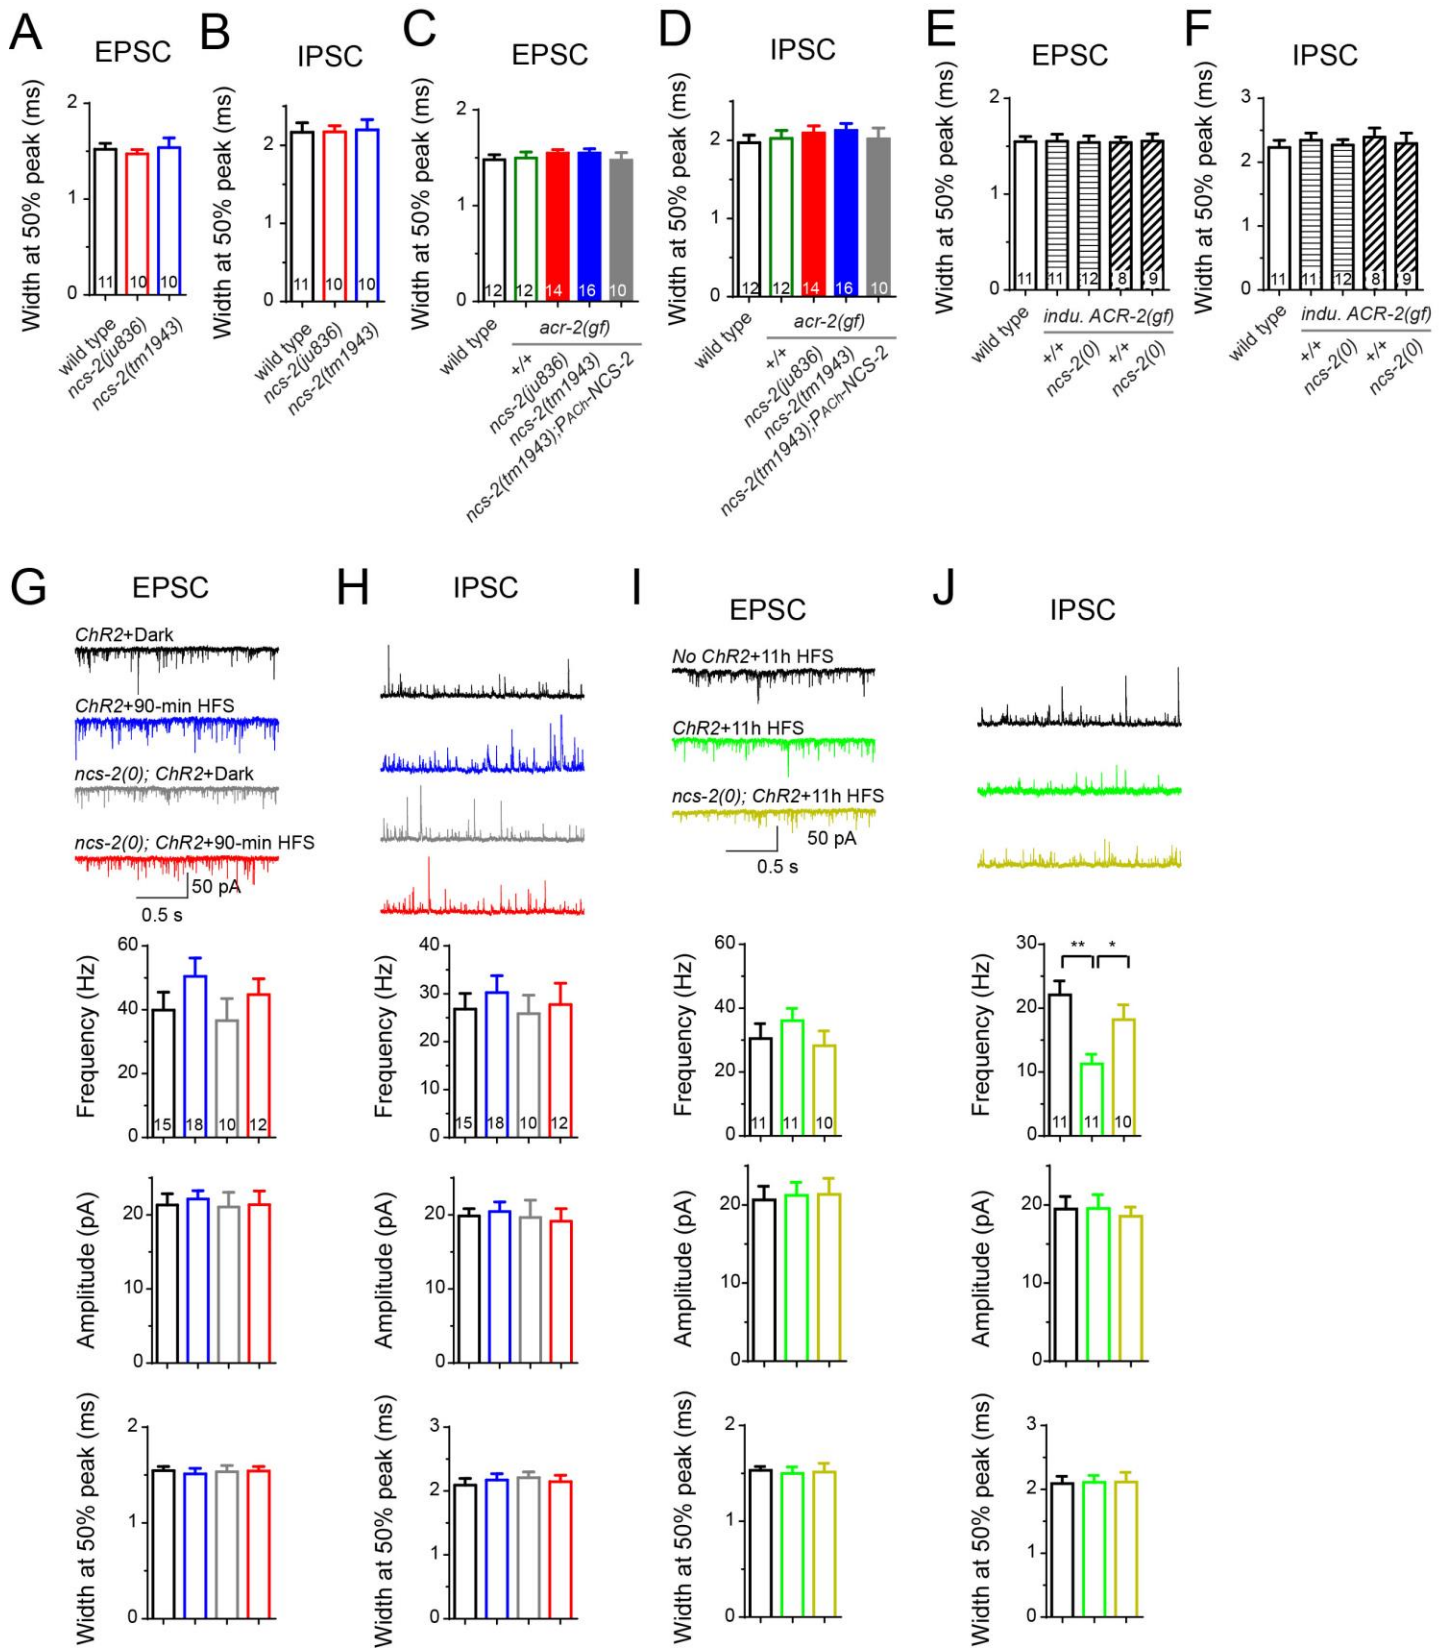 A
EPSC
Width at 50% peak (ms)
2
1
0
11
10
10
wild type
ncs-2(ju836)
ncs-2(tm1943)
B
IPSC
Width at 50% peak (ms)
2
1
0
11
10
10
wild type
ncs-2(ju836)
ncs-2(tm1943)
C
EPSC
Width at 50% peak (ms)
2
1
0
12
12
14
16
10
acr-2(gf)
wild type
+/+
ncs-2(ju836)
ncs-2(tm1943)
ncs-2(tm1943);PACh-NCS-2
D
IPSC
Width at 50% peak (ms)
2
1
0
12
12
14
16
10
acr-2(gf)
wild type
+/+
ncs-2(ju836)
ncs-2(tm1943)
ncs-2(tm1943);PACh-NCS-2
E
EPSC
Width at 50% peak (ms)
2
1
0
11
11
12
8
9
indu. ACR-2(gf)
wild type
+/+
ncs-2(0)
+/+
ncs-2(0)
F
IPSC
Width at 50% peak (ms)
3
2
1
0
11
11
12
8
9
indu. ACR-2(gf)
wild type
+/+
ncs-2(0)
+/+
ncs-2(0)
G
EPSC
ChR2+Dark
ChR2+90-min HFS
ncs-2(0); ChR2+Dark
ncs-2(0); ChR2+90-min HFS
50 pA
0.5 s
Frequency (Hz)
60
40
20
0
15
18
10
12
Amplitude (pA)
20
10
0
Width at 50% peak (ms)
2
1
0
H
IPSC
Frequency (Hz)
40
30
20
10
0
15
18
10
12
Amplitude (pA)
20
10
0
Width at 50% peak (ms)
3
2
1
0
I
EPSC
No ChR2+11h HFS
ChR2+11h HFS
ncs-2(0); ChR2+11h HFS
50 pA
0.5 s
Frequency (Hz)
60
40
20
0
11
11
10
Amplitude (pA)
20
10
0
Width at 50% peak (ms)
2
1
0
J
IPSC
Frequency (Hz)
30
20
10
0
**
*
11
11
10
Amplitude (pA)
20
10
0
Width at 50% peak (ms)
3
2
1
0